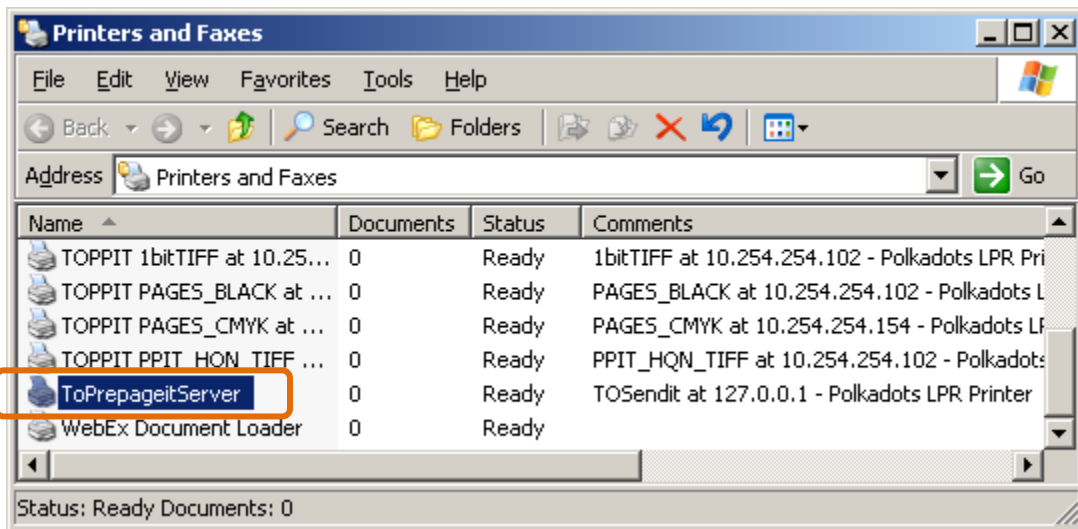 Printers and Faxes
File Edit View Favorites Tools Help
Back Search Folders
Address Printers and Faxes Go
Name Documents Status Comments
TOPPIT 1bitTIFF at 10.25... 0 Ready 1bitTIFF at 10.254.254.102 - Polkadots LPR Pri
TOPPIT PAGES_BLACK at ... 0 Ready PAGES_BLACK at 10.254.254.102 - Polkadots L
TOPPIT PAGES_CMYK at ... 0 Ready PAGES_CMYK at 10.254.254.154 - Polkadots LP
TOPPIT PPIT_HQN_TIFF ... 0 Ready PPIT_HQN_TIFF at 10.254.254.102 - Polkadots
ToPrepageitServer 0 Ready TOSendit at 127.0.0.1 - Polkadots LPR Printer
WebEx Document Loader 0 Ready
Status: Ready Documents: 0